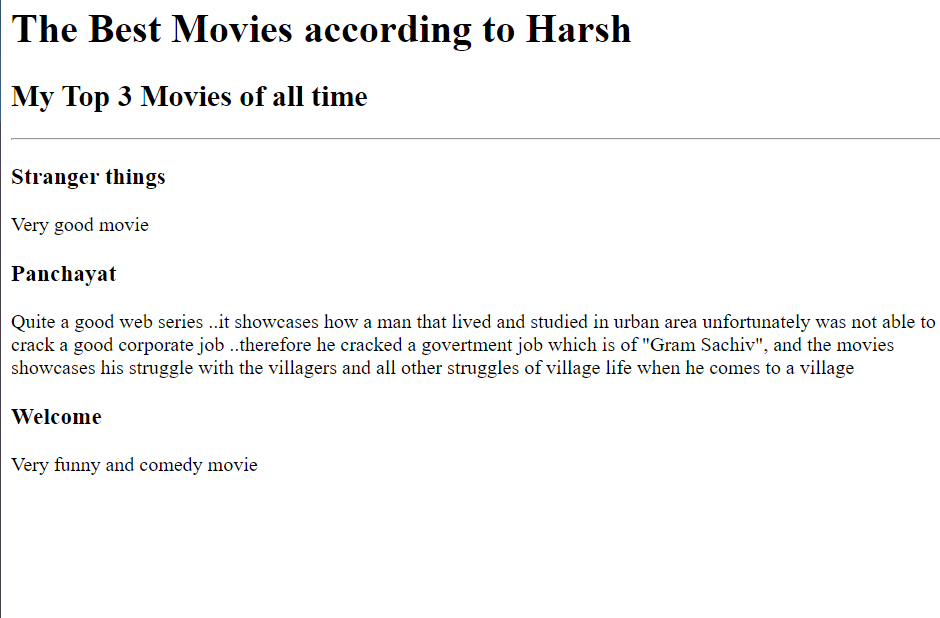 The Best Movies according to Harsh
My Top 3 Movies of all time
Stranger things
Very good movie
Panchayat
Quite a good web series ..it showcases how a man that lived and studied in urban area unfortunately was not able to
crack a good corporate job ..therefore he cracked a govertment job which is of "Gram Sachiv", and the movies
showcases his struggle with the villagers and all other struggles of village life when he comes to a village
Welcome
Very funny and comedy movie